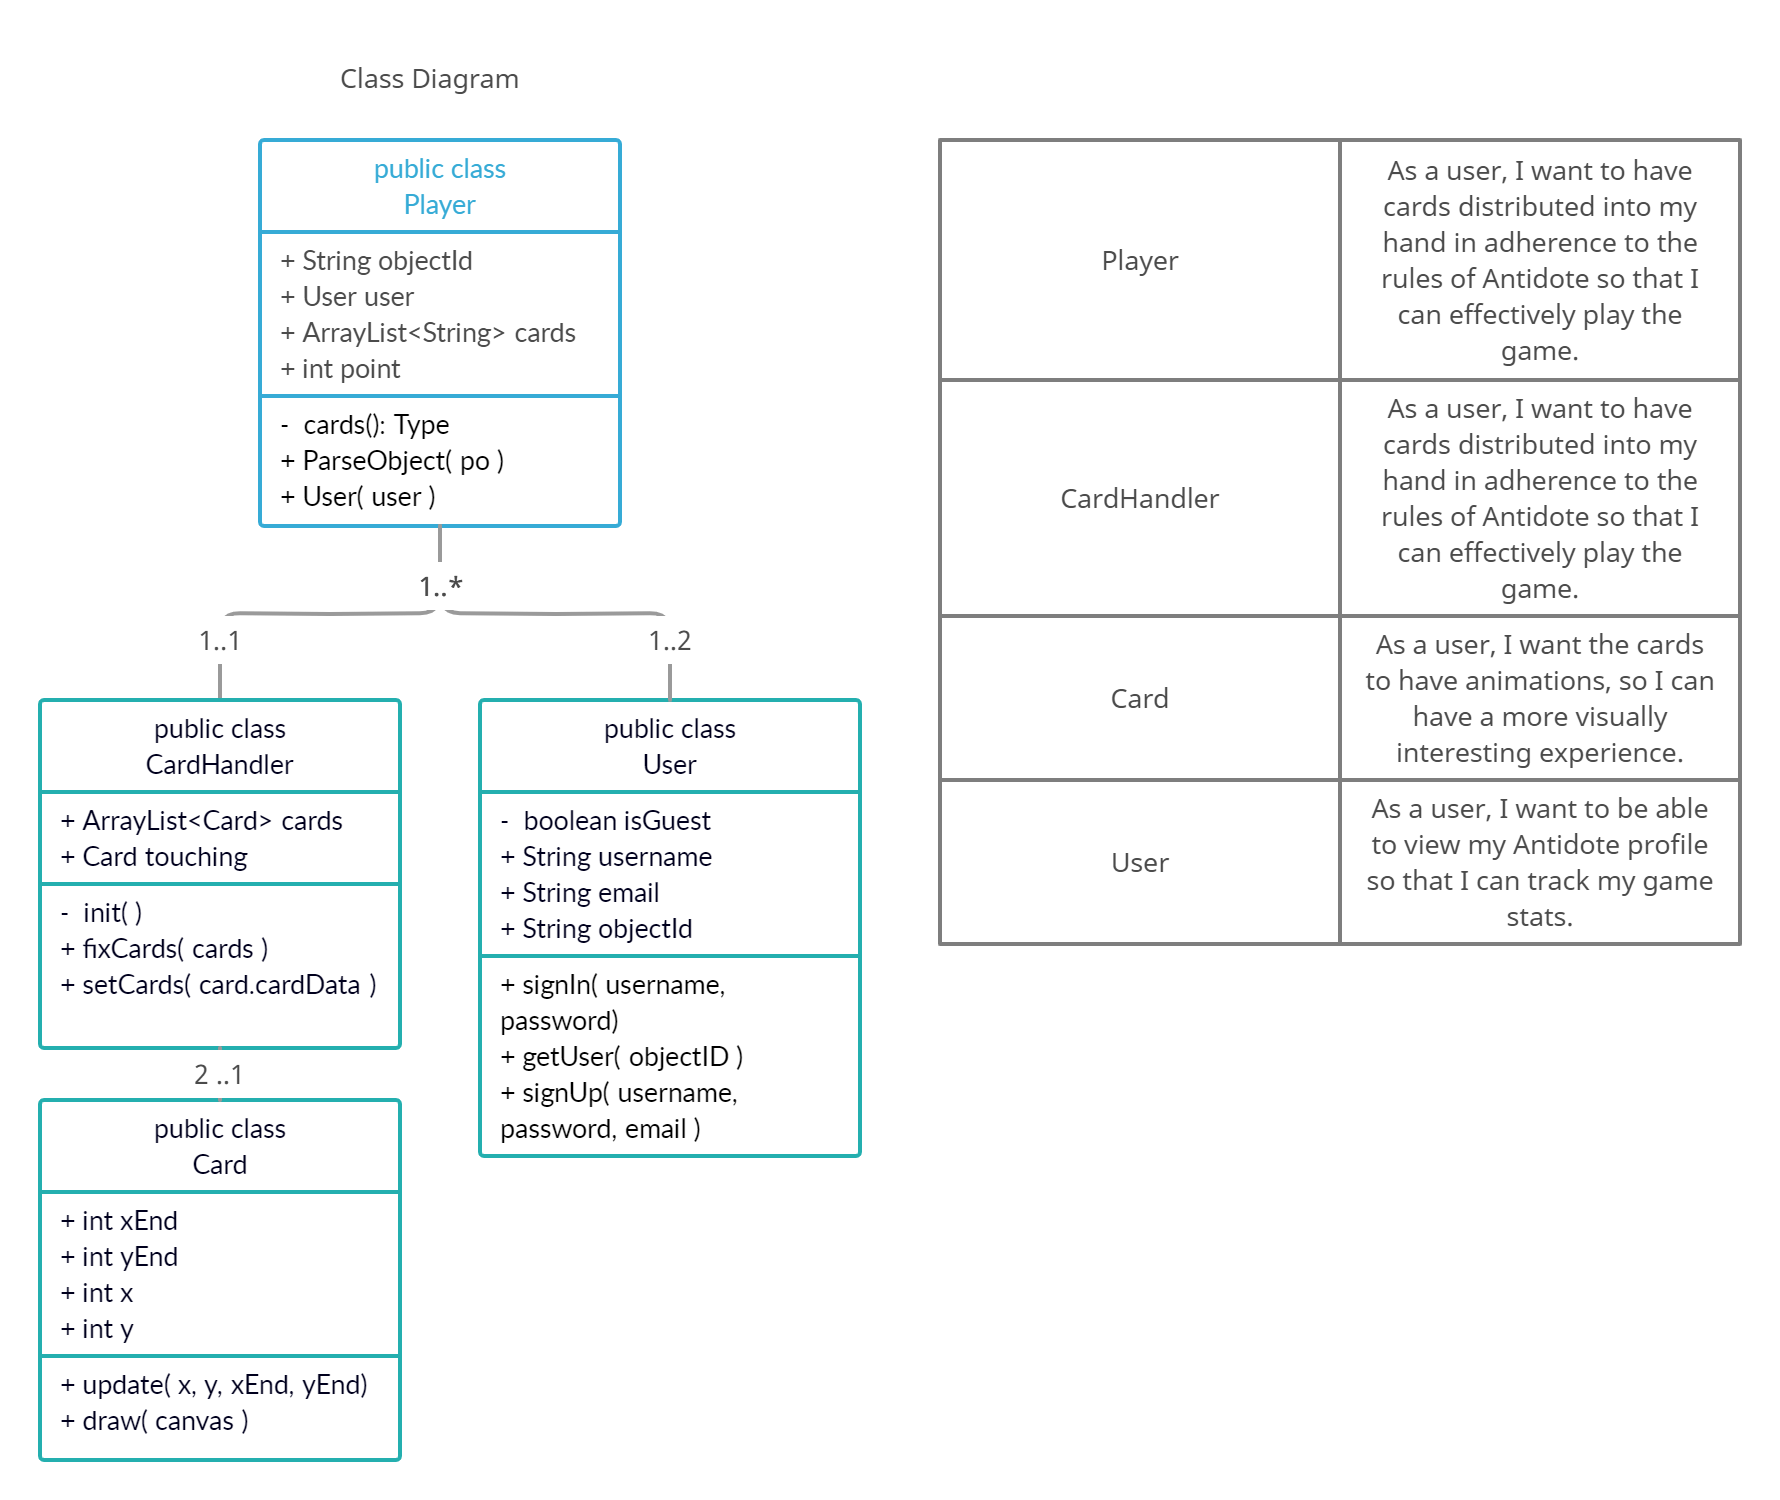 Class Diagram
public class
Player
+ String objectId
+ User user
+ ArrayList<String> cards
+ int point
- cards(): Type
+ ParseObject( po )
+ User( user )
1..*
1..1
1..2
public class
CardHandler
+ ArrayList<Card> cards
+ Card touching
- init( )
+ fixCards( cards )
+ setCards( card.cardData )
2 ..1
public class
Card
+ int xEnd
+ int yEnd
+ int x
+ int y
+ update( x, y, xEnd, yEnd)
+ draw( canvas )
public class
User
- boolean isGuest
+ String username
+ String email
+ String objectId
+ signIn( username,
password)
+ getUser( objectID )
+ signUp( username,
password, email )
Player
As a user, I want to have
cards distributed into my
hand in adherence to the
rules of Antidote so that I
can effectively play the
game.
CardHandler
As a user, I want to have
cards distributed into my
hand in adherence to the
rules of Antidote so that I
can effectively play the
game.
Card
As a user, I want the cards
to have animations, so I can
have a more visually
interesting experience.
User
As a user, I want to be able
to view my Antidote profile
so that I can track my game
stats.